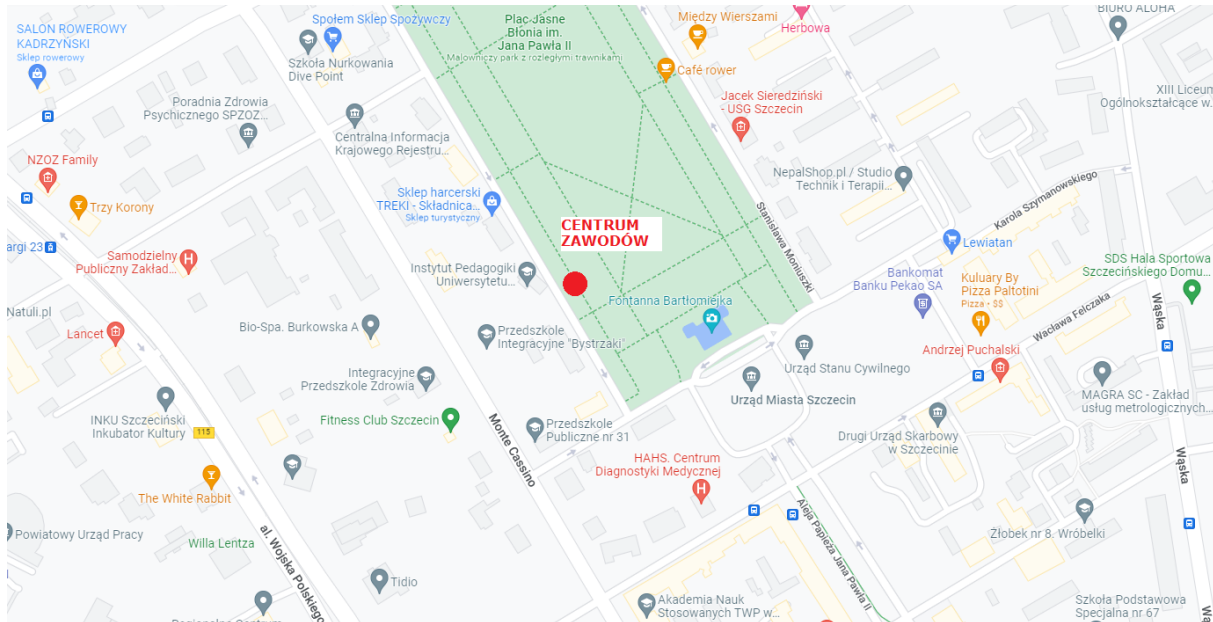 SALON ROWEROWY
KADRZYŃSKI
Sklep rowerowy
Społem Sklep Spożywczy
Szkoła Nurkowania
Dive Point
Plac Jasne
Błonia im.
Jana Pawła II
Malowniczy park z rozległymi trawnikami
Między Wierszami
Herbowa
BIURO ALOHA
Café rower
Poradnia Zdrowia
Psychicznego SPZOZ...
Centralna Informacja
Krajowego Rejestru...
Jacek Sieredziński
- USG Szczecin
XIII Liceum
Ogólnokształcące w...
NZOZ Family
Trzy Korony
Sklep harcerski
TREKI - Składnica...
Sklep turystyczny
NepalShop.pl / Studio
Technik i Terapii...
Karola Szymanowskiego
Stanisława Moniuszki
CENTRUM
ZAWODÓW
argi 23
Samodzielny
Publiczny Zakład...
Instytut Pedagogiki
Uniwersytetu...
Lewiatan
SDS Hala Sportowa
Szczecińskiego Domu...
Bankomat
Banku Pekao SA
Kuluary By
Pizza Paltotini
Pizza • $$
Wąska
Natuli.pl
Lancet
Bio-Spa. Burkowska A
Fontanna Bartłomiejka
Przedszkole
Integracyjne "Bystrzaki"
Wacława Felczaka
Andrzej Puchalski
Urząd Stanu Cywilnego
Integracyjne
Przedszkole Zdrowia
Urząd Miasta Szczecin
MAGRA SC - Zakład
usług metrologicznych...
INKU Szczeciński
Inkubator Kultury
115
Fitness Club Szczecin
Monte Cassino
Przedszkole
Publiczne nr 31
Drugi Urząd Skarbowy
w Szczecinie
Wąska
HAHS. Centrum
Diagnostyki Medycznej
The White Rabbit
Aleja Papieża Jana Pawła II
Powiatowy Urząd Pracy
Willa Lentza
al. Wojska Polskiego
Żłobek nr 8. Wróbelki
Tidio
Akademia Nauk
Stosowanych TWP w...
Szkoła Podstawowa
Specjalna nr 67